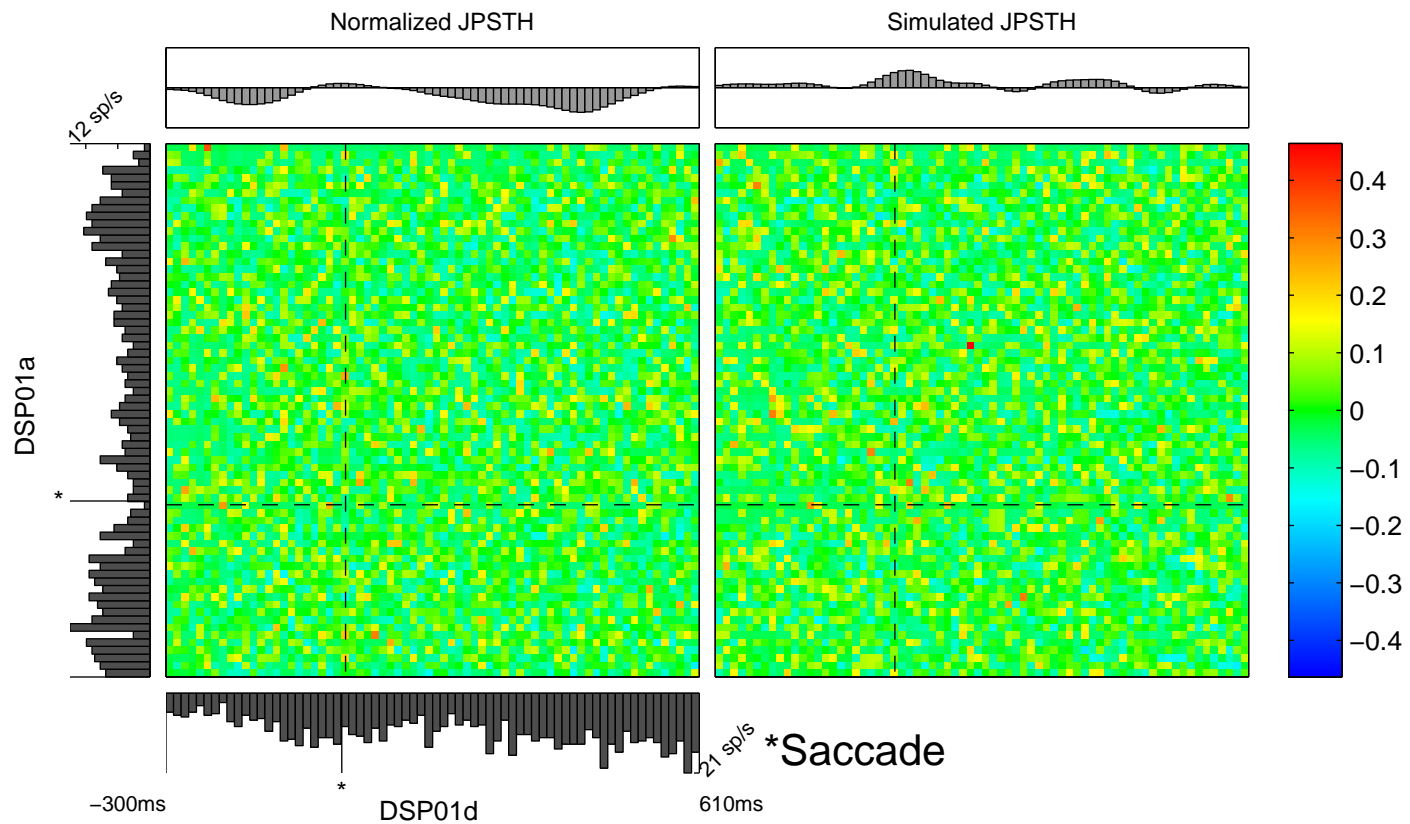 Normalized JPSTH
Simulated JPSTH
12 sp/s
DSP01a
*
0.4
0.3
0.2
0.1
0
−0.1
−0.2
−0.3
−0.4
21 sp/s
*Saccade
*
−300ms
DSP01d
610ms